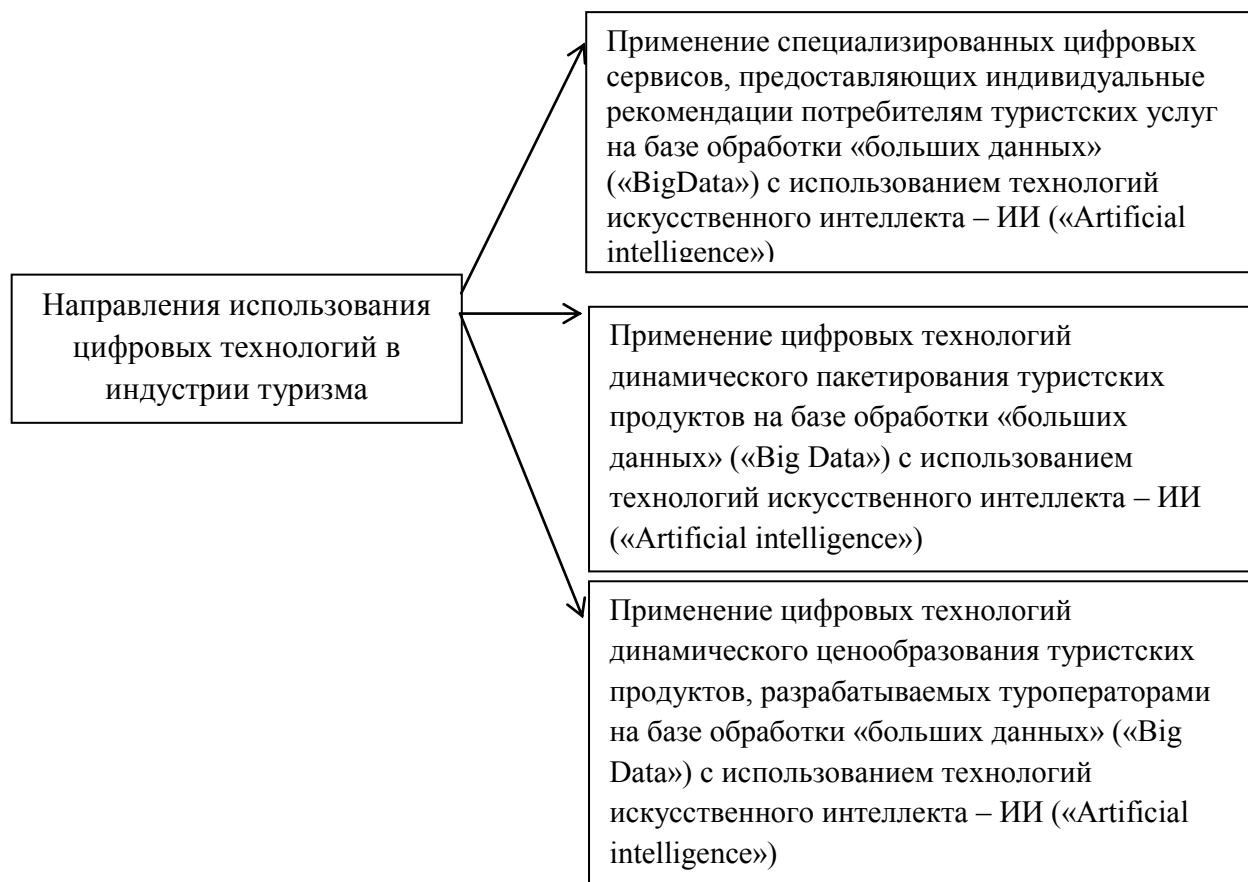 Применение специализированных цифровых
сервисов, предоставляющих индивидуальные
рекомендации потребителям туристских услуг
на базе обработки «больших данных»
(«BigData») с использованием технологий
искусственного интеллекта – ИИ («Artificial
intelligence»)
Направления использования
цифровых технологий в
индустрии туризма
Применение цифровых технологий
динамического пакетирования туристских
продуктов на базе обработки «больших
данных» («Big Data») с использованием
технологий искусственного интеллекта – ИИ
(«Artificial intelligence»)
Применение цифровых технологий
динамического ценообразования туристских
продуктов, разрабатываемых туроператорами
на базе обработки «больших данных» («Big
Data») с использованием технологий
искусственного интеллекта – ИИ («Artificial
intelligence»)